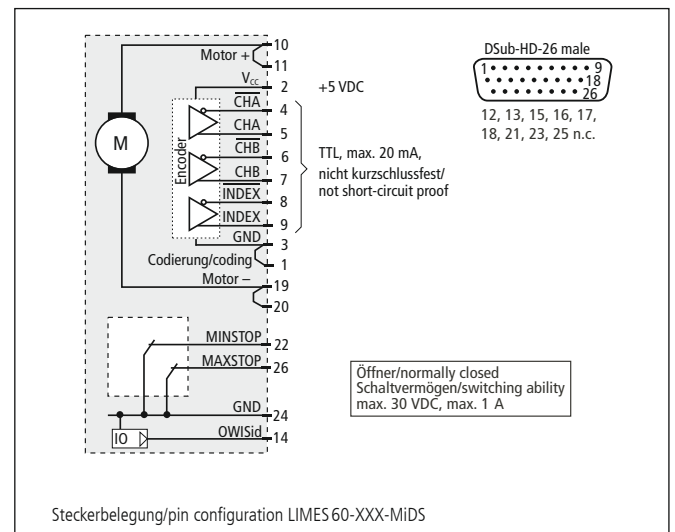 Motor +
10
11
V_CC
2
+5 VDC
C̅H̅A̅
4
CHA
5
C̅H̅B̅
6
CHB
7
I̅N̅D̅E̅X̅
8
INDEX
9
GND
3
Codierung/coding
1
Motor –
19
20
M
Encoder
TTL, max. 20 mA,
nicht kurzschlussfest/
not short-circuit proof
DSub-HD-26 male
1 9
18
26
12, 13, 15, 16, 17,
18, 21, 23, 25 n.c.
MINSTOP
22
MAXSTOP
26
GND
24
IO
OWISid
14
Öffner/normally closed
Schaltvermögen/switching ability
max. 30 VDC, max. 1 A
Steckerbelegung/pin configuration LIMES 60-XXX-MiDS